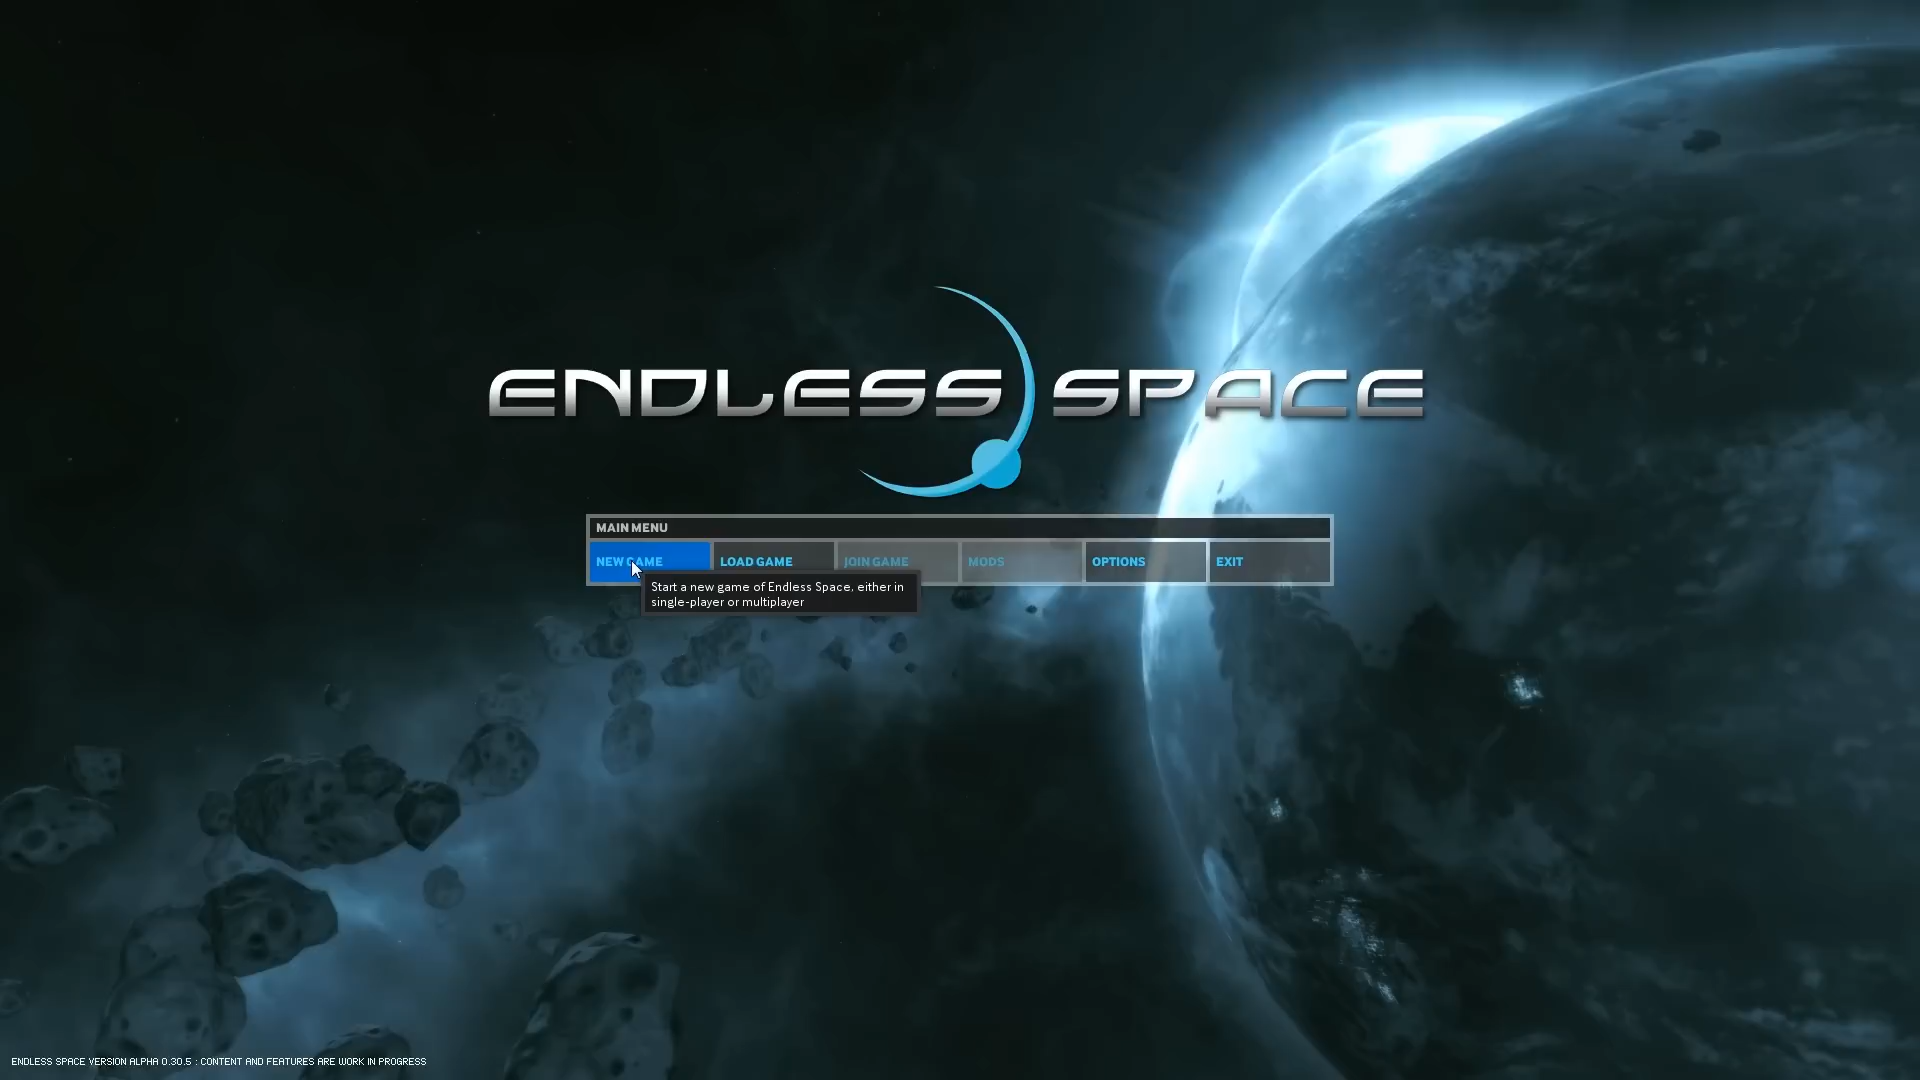 ENDLESS SPACE
MAIN MENU
NEW GAME
LOAD GAME
JOIN GAME
MODS
OPTIONS
EXIT
Start a new game of Endless Space, either in
single-player or multiplayer
ENDLESS SPACE VERSION ALPHA 0.30.5 : CONTENT AND FEATURES ARE WORK IN PROGRESS